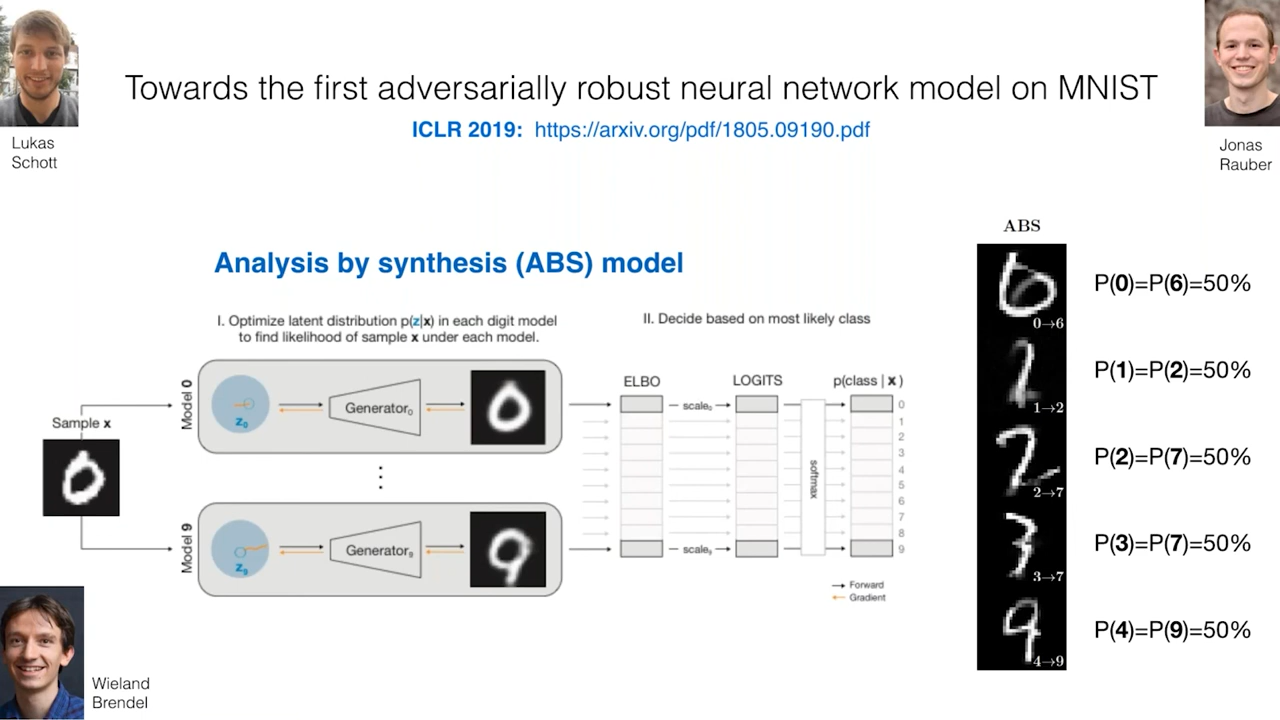 Towards the first adversarially robust neural network model on MNIST
ICLR 2019: https://arxiv.org/pdf/1805.09190.pdf
Lukas
Schott
Jonas
Rauber
Analysis by synthesis (ABS) model
I. Optimize latent distribution p(z|x) in each digit model
to find likelihood of sample x under each model.
II. Decide based on most likely class
Sample x
Model 0
z₀
Generator₀
Model 9
z₉
Generator₉
ELBO
LOGITS
p(class | x )
scale₀
scale₉
softmax
0
1
2
3
4
5
6
7
8
9
Forward
Gradient
ABS
0→6
P(0)=P(6)=50%
1→2
P(1)=P(2)=50%
2→7
P(2)=P(7)=50%
3→7
P(3)=P(7)=50%
4→9
P(4)=P(9)=50%
Wieland
Brendel